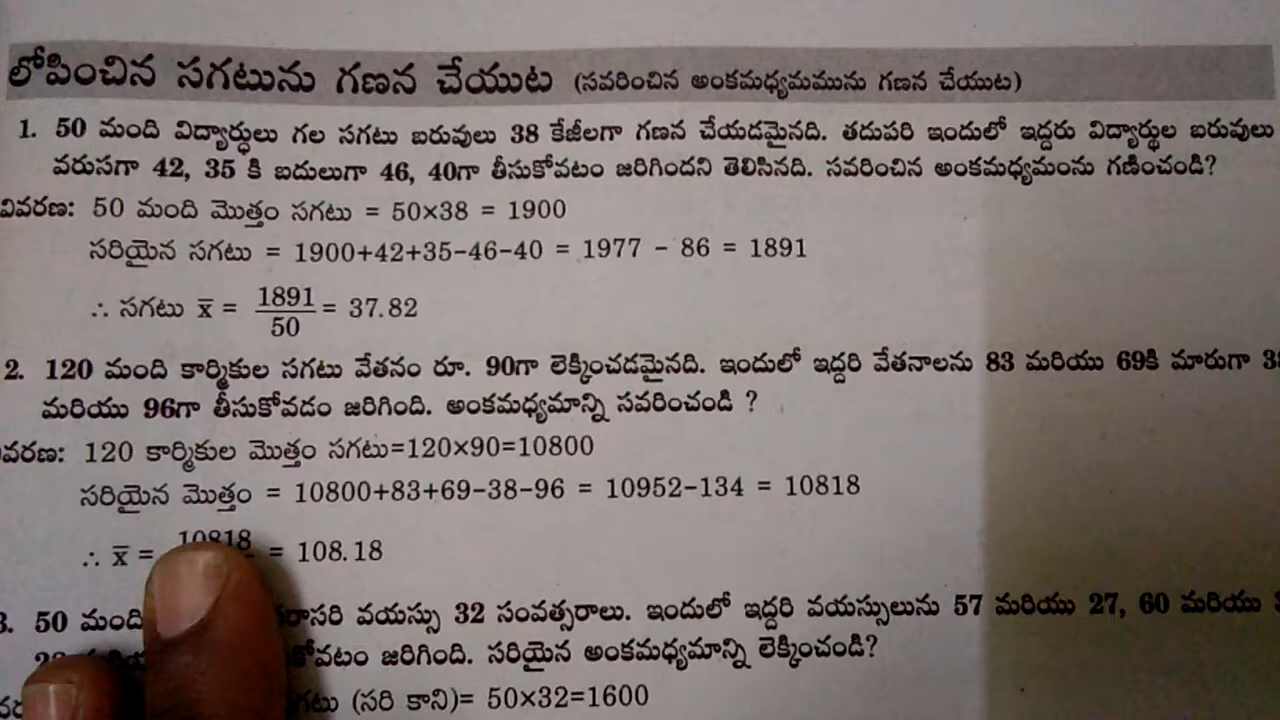 లోపించిన సగటును గణన చేయుట (సవరించిన అంకమధ్యమమును గణన చేయుట)
1. 50 మంది విద్యార్థులు గల సగటు బరువులు 38 కేజీలగా గణన చేయడమైనది. తదుపరి ఇందులో ఇద్దరు విద్యార్థుల బరువులు
వరుసగా 42, 35 కి బదులుగా 46, 40గా తీసుకోవటం జరిగిందని తెలిసినది. సవరించిన అంకమధ్యమంను గణించండి?
వివరణ: 50 మంది మొత్తం సగటు = 50×38 = 1900
సరియైన సగటు = 1900+42+35-46-40 = 1977 - 86 = 1891
∴ సగటు x̅ = 1891/50 = 37.82
2. 120 మంది కార్మికుల సగటు వేతనం రూ. 90గా లెక్కించడమైనది. ఇందులో ఇద్దరి వేతనాలను 83 మరియు 69కి మారుగా
మరియు 96గా తీసుకోవడం జరిగింది. అంకమధ్యమాన్ని సవరించండి ?
120 కార్మికుల మొత్తం సగటు=120×90=10800
సరియైన మొత్తం = 10800+83+69-38-96 = 10952-134 = 10818
∴ x̅ = 10818 = 108.18
3. 50 మంది వయస్సు 32 సంవత్సరాలు. ఇందులో ఇద్దరి వయస్సులును 57 మరియు 27, 60 మరియు
జరిగింది. సరియైన అంకమధ్యమాన్ని లెక్కించండి?
(సరి కాని)= 50×32=1600